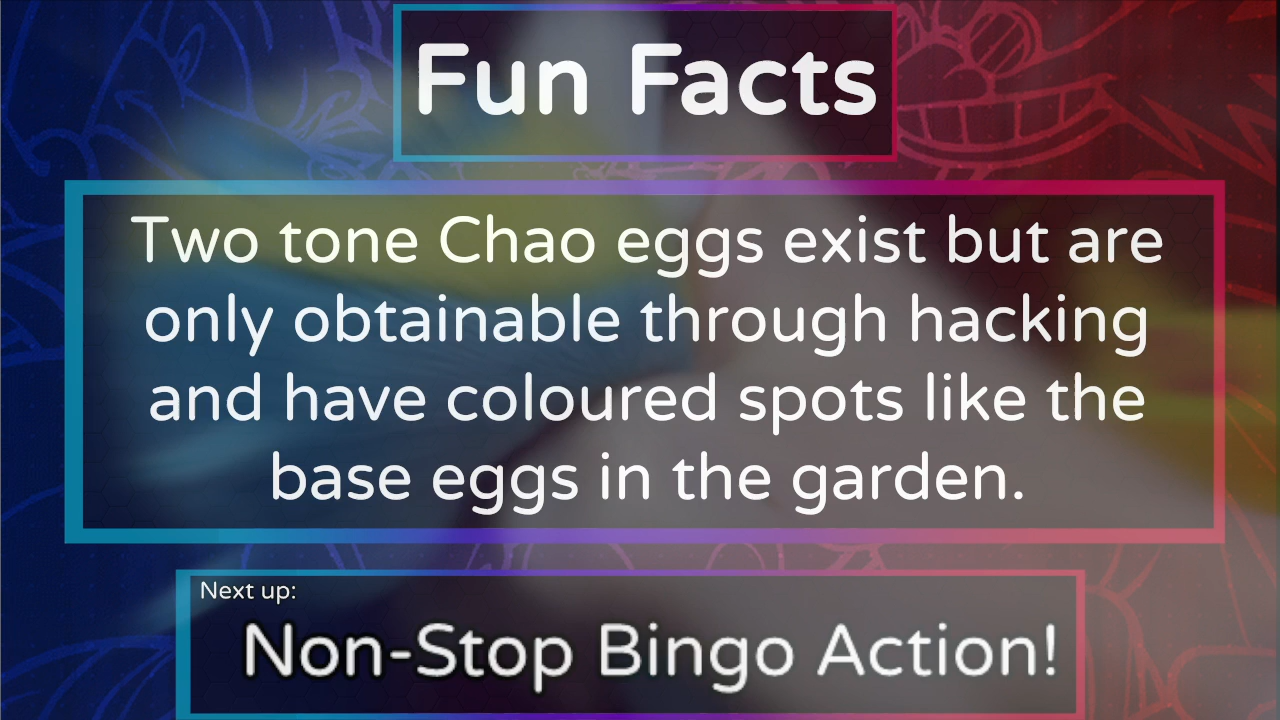 Fun Facts
Two tone Chao eggs exist but are
only obtainable through hacking
and have coloured spots like the
base eggs in the garden.
Next up:
Non-Stop Bingo Action!